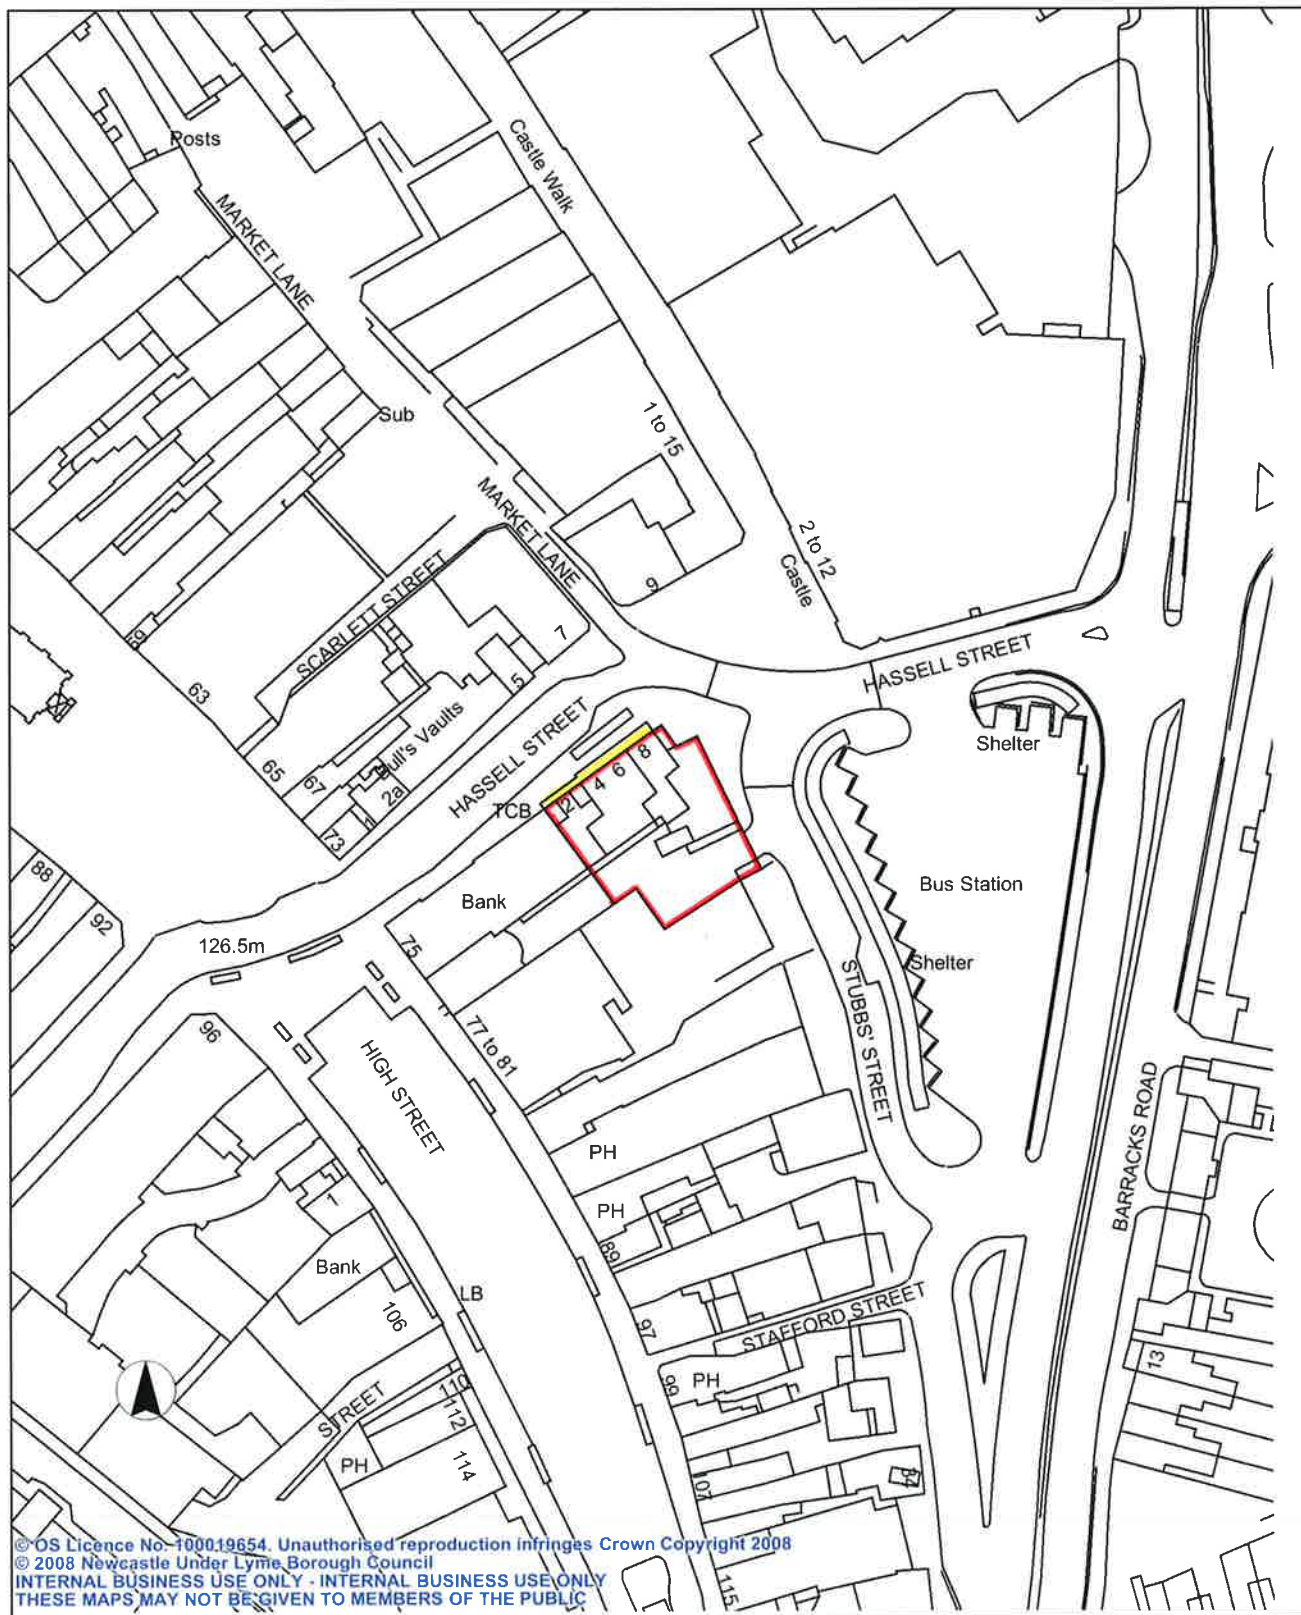 Posts
Castle Walk
MARKET LANE
Sub
1 to 15
MARKET LANE
2 to 12
Castle
9
SCARLETT STREET
7
69
HASSELL STREET
63
5
Bull's Vaults
HASSELL STREET
Shelter
65
67
2a
1
73
8
6
4
2
TCB
88
92
Bank
Bus Station
126.5m
75
Shelter
STUBBS' STREET
96
77 to 81
HIGH STREET
BARRACKS ROAD
PH
PH
1
89
Bank
LB
106
97
STAFFORD STREET
13
99
PH
110
STREET
112
PH
114
107
84
115
© OS Licence No. 100019654. Unauthorised reproduction infringes Crown Copyright 2008
© 2008 Newcastle Under Lyme Borough Council
INTERNAL BUSINESS USE ONLY - INTERNAL BUSINESS USE ONLY
THESE MAPS MAY NOT BE GIVEN TO MEMBERS OF THE PUBLIC